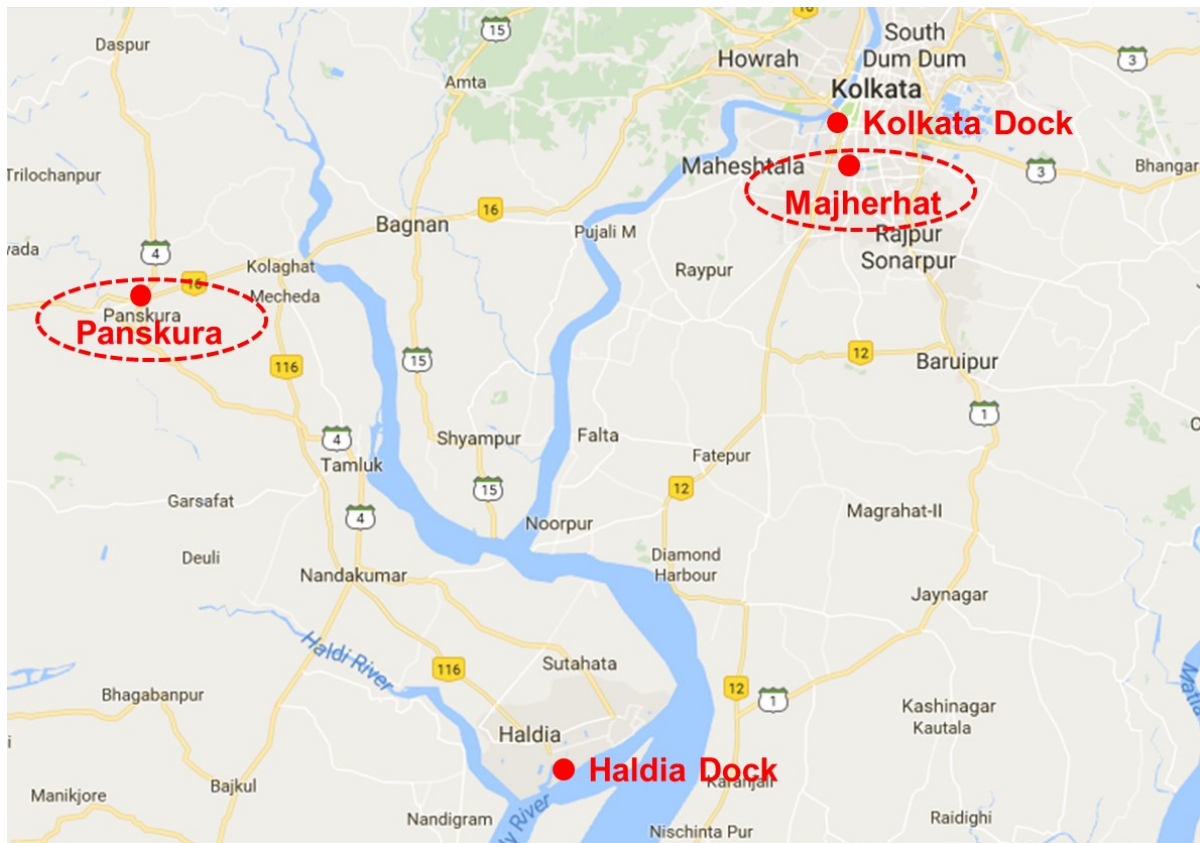 Daspur
15
Amta
16
South
Dum Dum
Howrah
3
Kolkata
Kolkata Dock
Maheshtala
3
Bhangar
Trilochanpur
Majherhat
16
Bagnan
Pujali M
Rajpur
Sonarpur
4
Kolaghat
Raypur
16
Mecheda
Panskura
Panskura
15
116
12
Baruipur
1
4
Shyampur
Falta
Tamluk
Fatepur
15
12
Garsafat
Magrahat-II
4
Noorpur
Deuli
Diamond
Harbour
Nandakumar
Jaynagar
Haldi River
116
Sutahata
12
1
Bhagabanpur
Kashinagar
Kautala
Haldia
Haldia Dock
Karanjali
Bajkul
Manikjore
River
Nandigram
Raidighi
Nischinta Pur